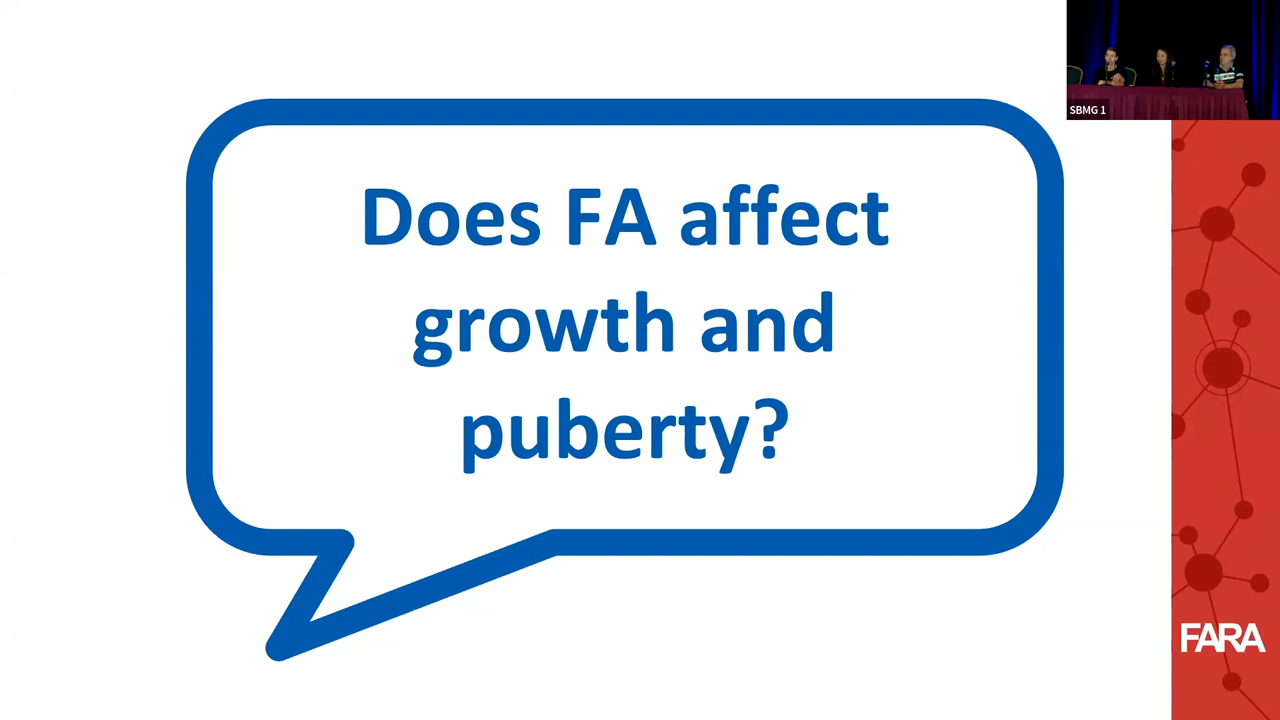 SBMG 1
Does FA affect
growth and
puberty?
FARA